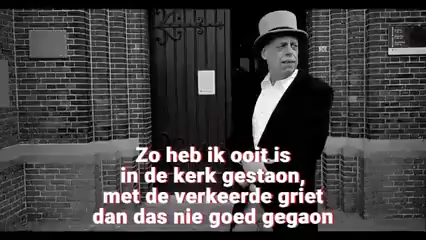 Zo heb ik ooit is
in de kerk gestaon,
met de verkeerde griet
dan das nie goed gegaon